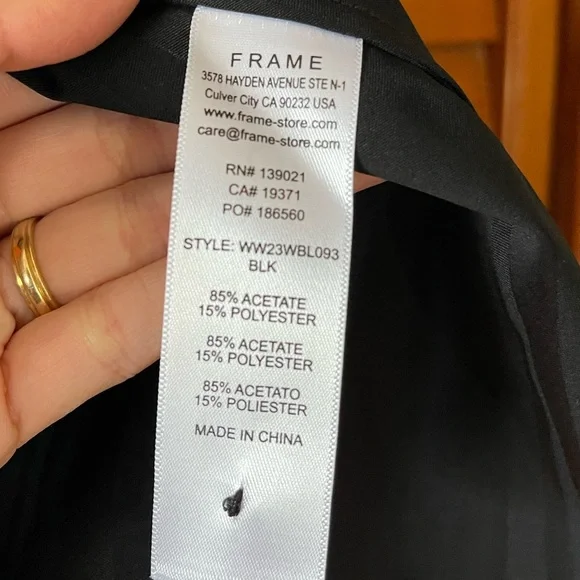 FRAME
3578 HAYDEN AVENUE STE N-1
Culver City CA 90232 USA
www.frame-store.com
care@frame-store.com
RN# 139021
CA# 19371
PO# 186560
STYLE: WW23WBL093
BLK
85% ACETATE
15% POLYESTER
85% ACETATE
15% POLYESTER
85% ACETATO
15% POLIESTER
MADE IN CHINA